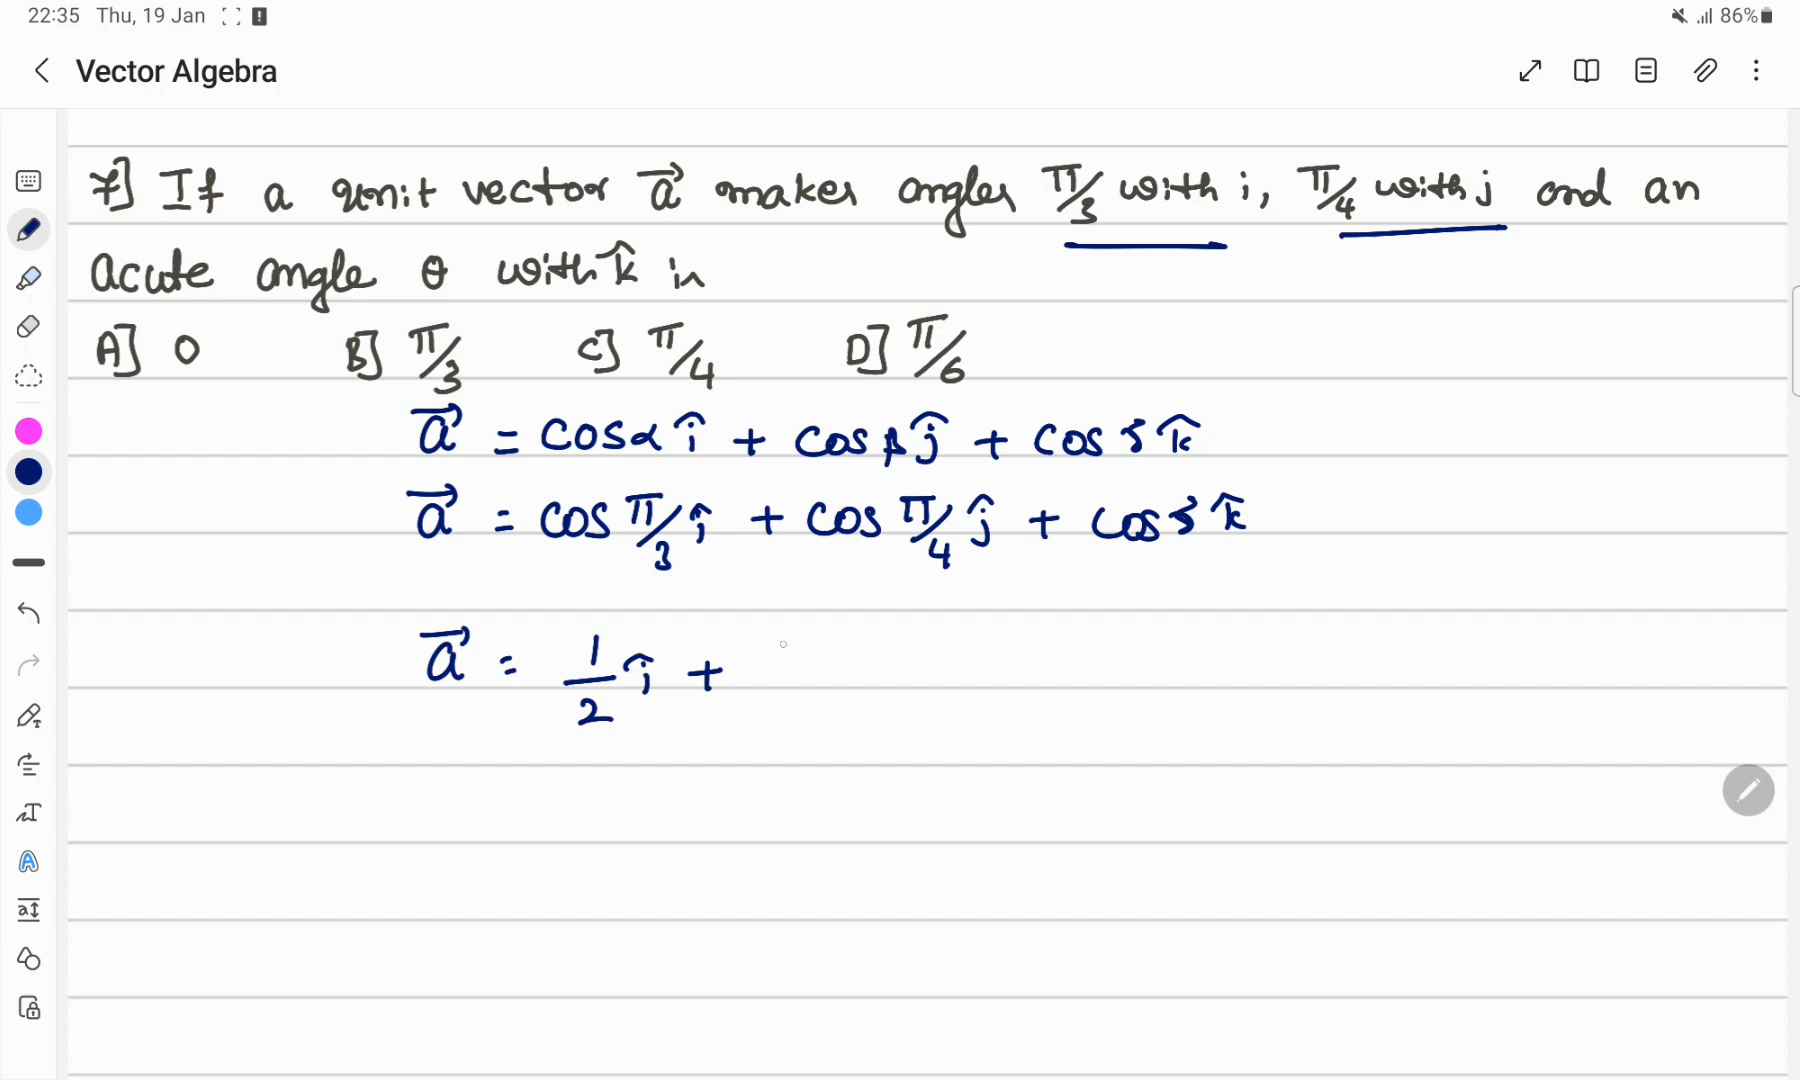 22:35 Thu, 19 Jan 86%
Vector Algebra
7] If a unit vector a⃗ makes angles π/3 with i, π/4 with j and an
acute angle θ with k̂ is
A] 0 B] π/3 C] π/4 D] π/6
a⃗ = cosα î + cosβ ĵ + cosγ k̂
a⃗ = cos π/3 î + cos π/4 ĵ + cosγ k̂
a⃗ = 1/2 î +